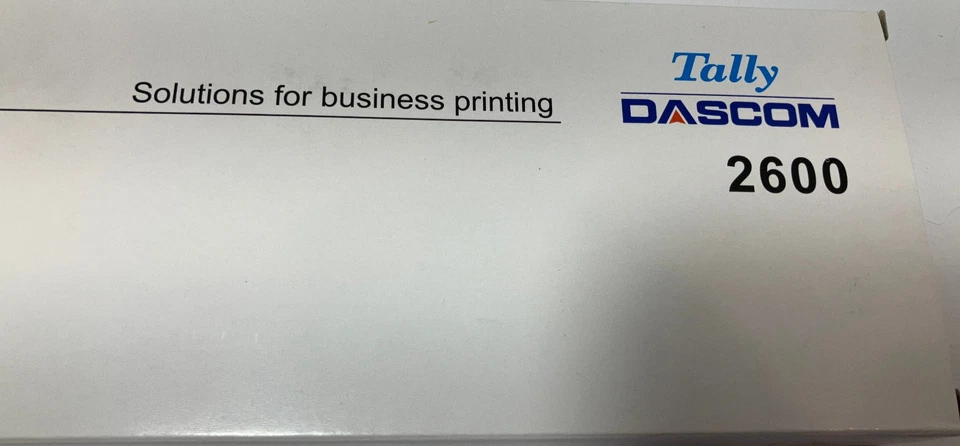 Solutions for business printing
Tally
DASCOM
2600